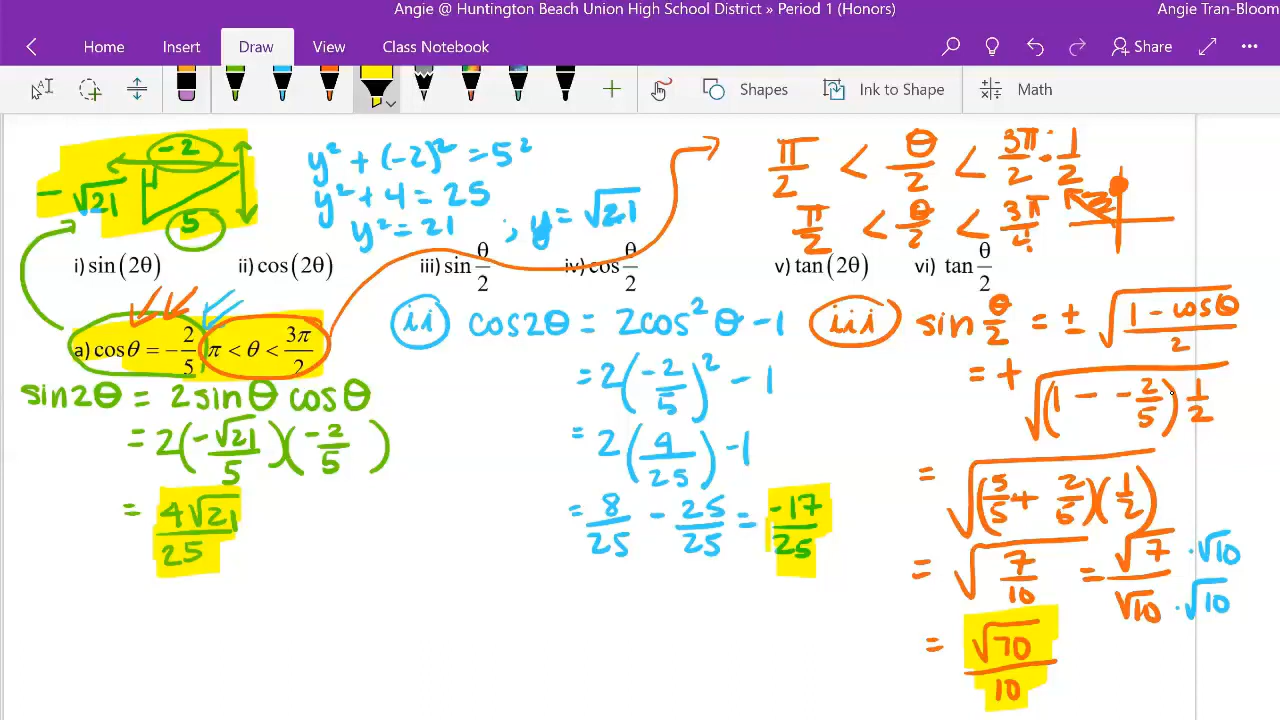 Angie @ Huntington Beach Union High School District » Period 1 (Honors)
Angie Tran-Bloom
Home Insert Draw View Class Notebook Share
Shapes Ink to Share Math
-2
- √21
5
y² + (-2)² = 5²
y² + 4 = 25
y² = 21 ; y = √21
π/2 < θ/2 < 3π/2 · 1/2
π/2 < θ/2 < 3π/4
i) sin(2θ) ii) cos(2θ) iii) sin θ/2 iv) cos θ/2 v) tan(2θ) vi) tan θ/2
a) cos θ = -2/5 π < θ < 3π/2
sin2θ = 2sinθ cosθ
= 2(-√21/5)(-2/5)
= 4√21/25
ii cos2θ = 2cos²θ - 1
= 2(-2/5)² - 1
= 2(4/25) - 1
= 8/25 - 25/25 = -17/25
iii sin θ/2 = ± √(1 - cosθ/2)
= + √(1 - -2/5)1/2
= √(5/5 + 2/5)(1/2)
= √7/10 = √7/√10 · √10/√10
= √70/10